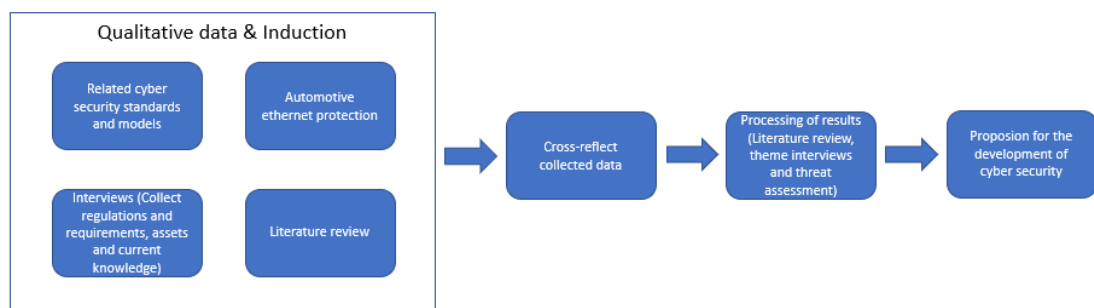 Qualitative data & Induction
Related cyber
security standards
and models
Automotive
ethernet protection
Interviews (Collect
regulations and
requirements, assets
and current
knowledge)
Literature review
Cross-reflect
collected data
Processing of results
(Literature review,
theme interviews
and threat
assessment)
Proposion for the
development of
cyber security